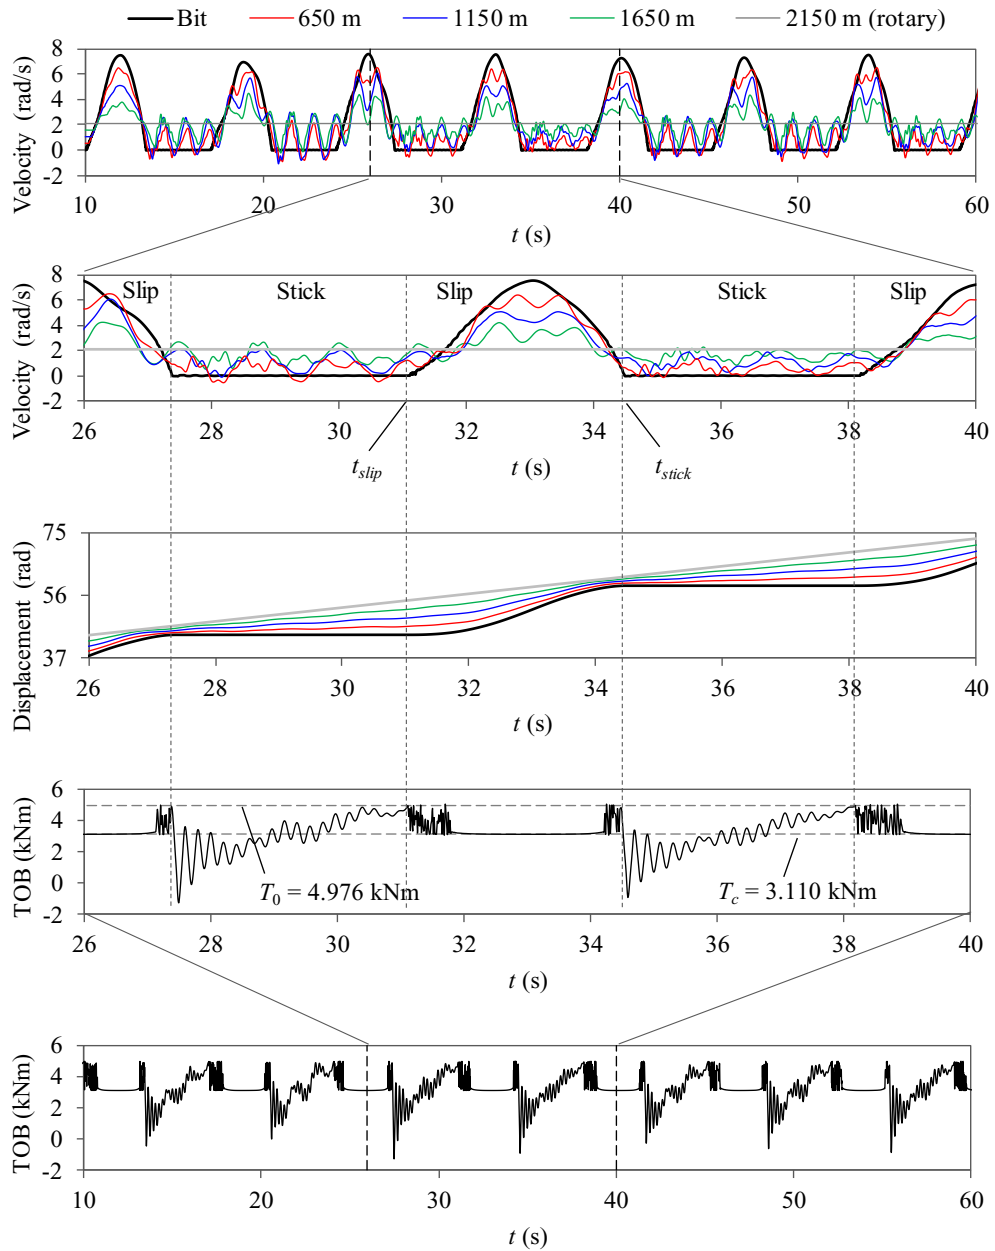 Bit 650 m 1150 m 1650 m 2150 m (rotary)
Velocity (rad/s)
8
6
4
2
0
-2
10 20 30 40 50 60
t (s)
Velocity (rad/s)
8
6
4
2
0
-2
Slip Stick Slip Stick Slip
26 28 30 32 34 36 38 40
t_slip t (s) t_stick
Displacement (rad)
75
56
37
26 28 30 32 34 36 38 40
t (s)
TOB (kNm)
6
4
2
0
-2
T_0 = 4.976 kNm T_c = 3.110 kNm
26 28 30 32 34 36 38 40
t (s)
TOB (kNm)
6
4
2
0
-2
10 20 30 40 50 60
t (s)